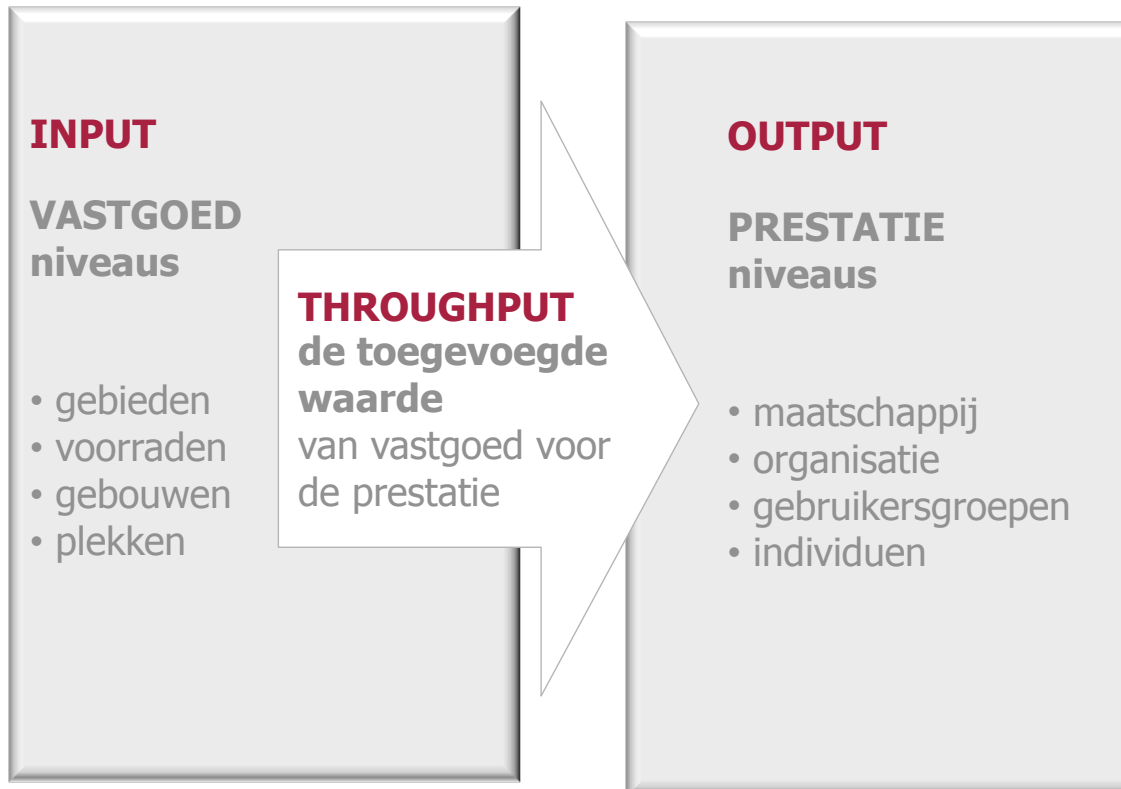 INPUT
VASTGOED
niveaus
• gebieden
• voorraden
• gebouwen
• plekken
THROUGHPUT
de toegevoegde
waarde
van vastgoed voor
de prestatie
OUTPUT
PRESTATIE
niveaus
• maatschappij
• organisatie
• gebruikersgroepen
• individuen